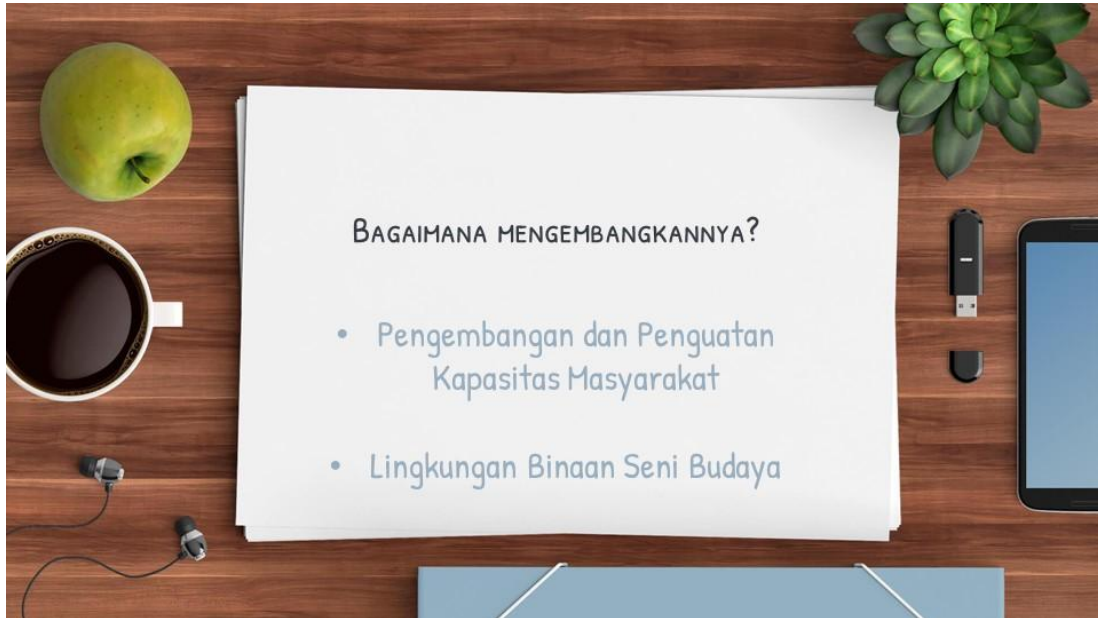 Bagaimana mengembangkannya?
• Pengembangan dan Penguatan
Kapasitas Masyarakat
• Lingkungan Binaan Seni Budaya